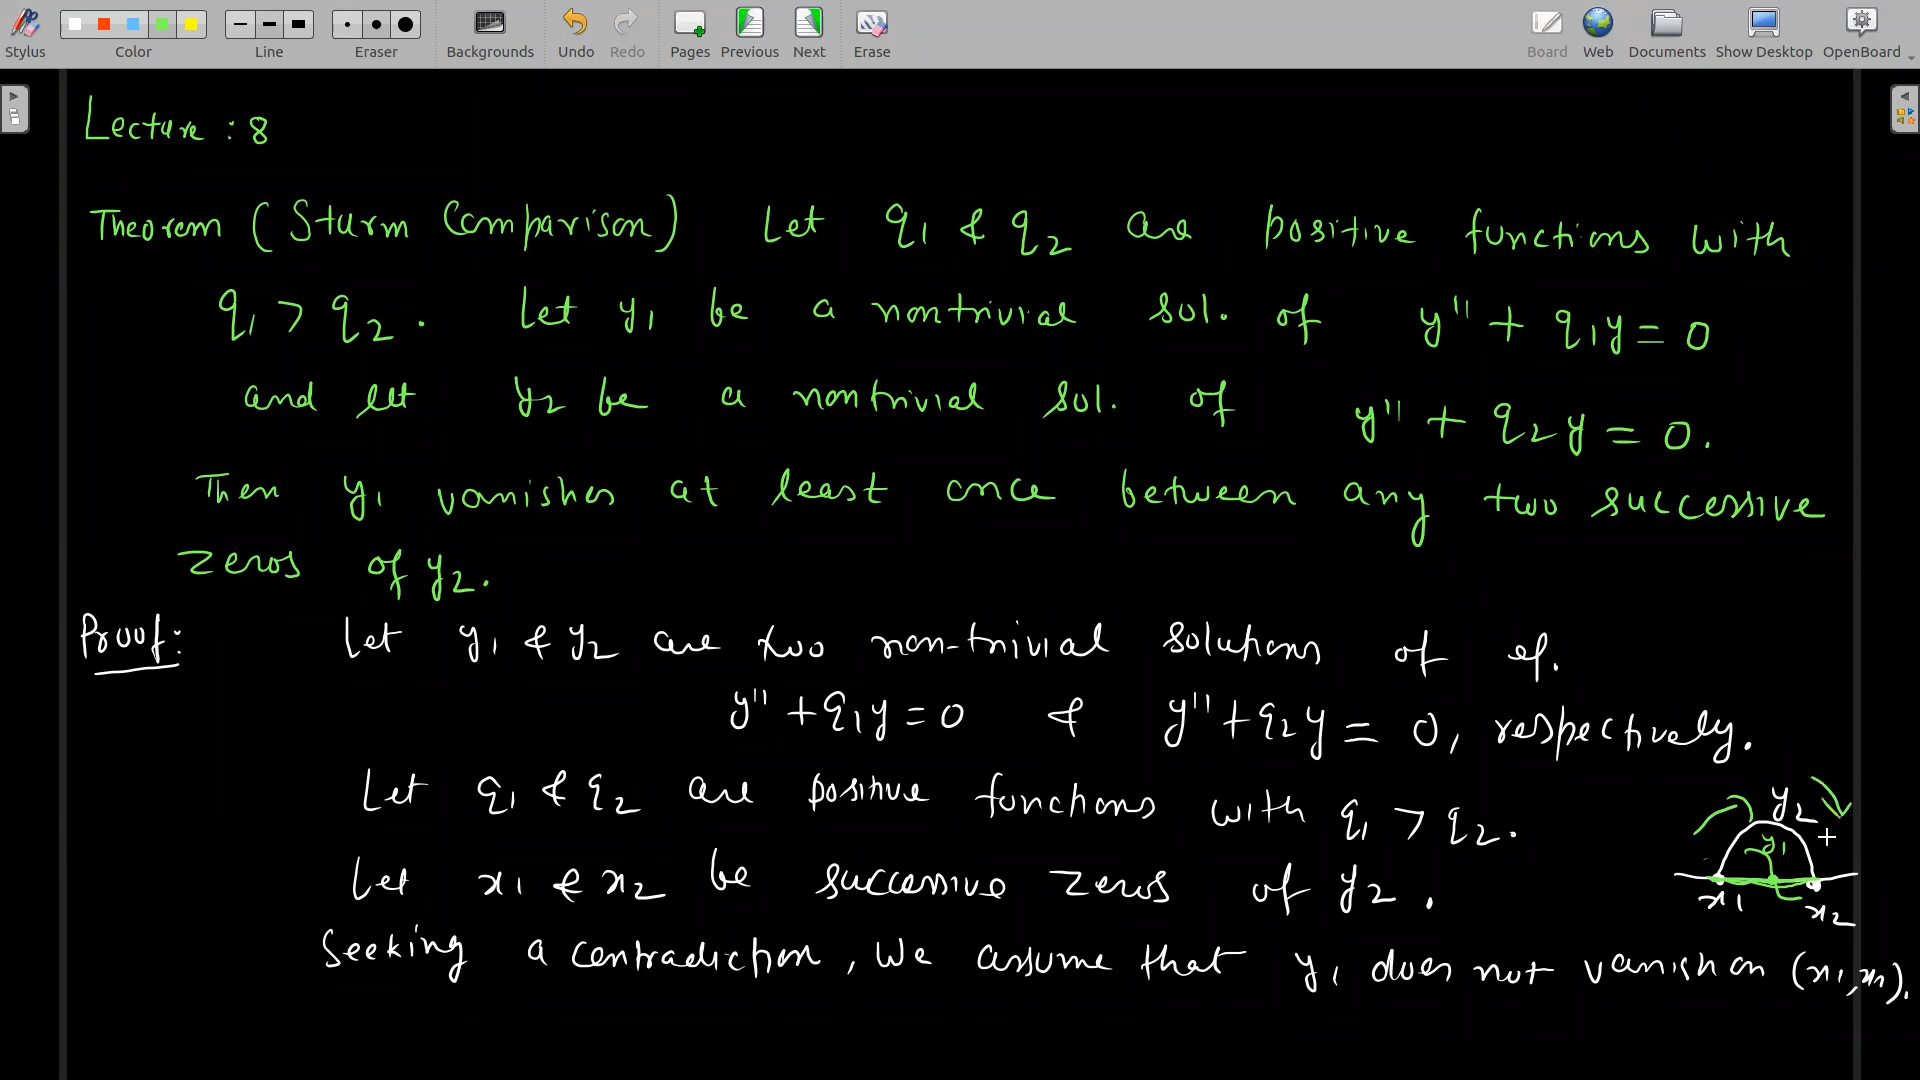 Stylus Color Line Eraser Backgrounds Undo Redo Pages Previous Next Erase Board Web Documents Show Desktop OpenBoard
Lecture : 8
Theorem (Sturm Comparison) Let q1 & q2 are positive functions with
q1 > q2 . Let y1 be a nontrivial sol. of y'' + q1y = 0
and let y2 be a nontrivial sol. of y'' + q2y = 0.
Then y1 vanishes at least once between any two successive
zeros of y2.
Proof: Let y1 & y2 are two non-trivial solutions of eq.
y'' + q1y = 0 & y'' + q2y = 0, respectively.
Let q1 & q2 are positive functions with q1 > q2 .
Let x1 & x2 be successive zeros of y2 .
y2
y1
x1 x2
Seeking a contradiction, We assume that y1 does not vanish on (x1, x2).